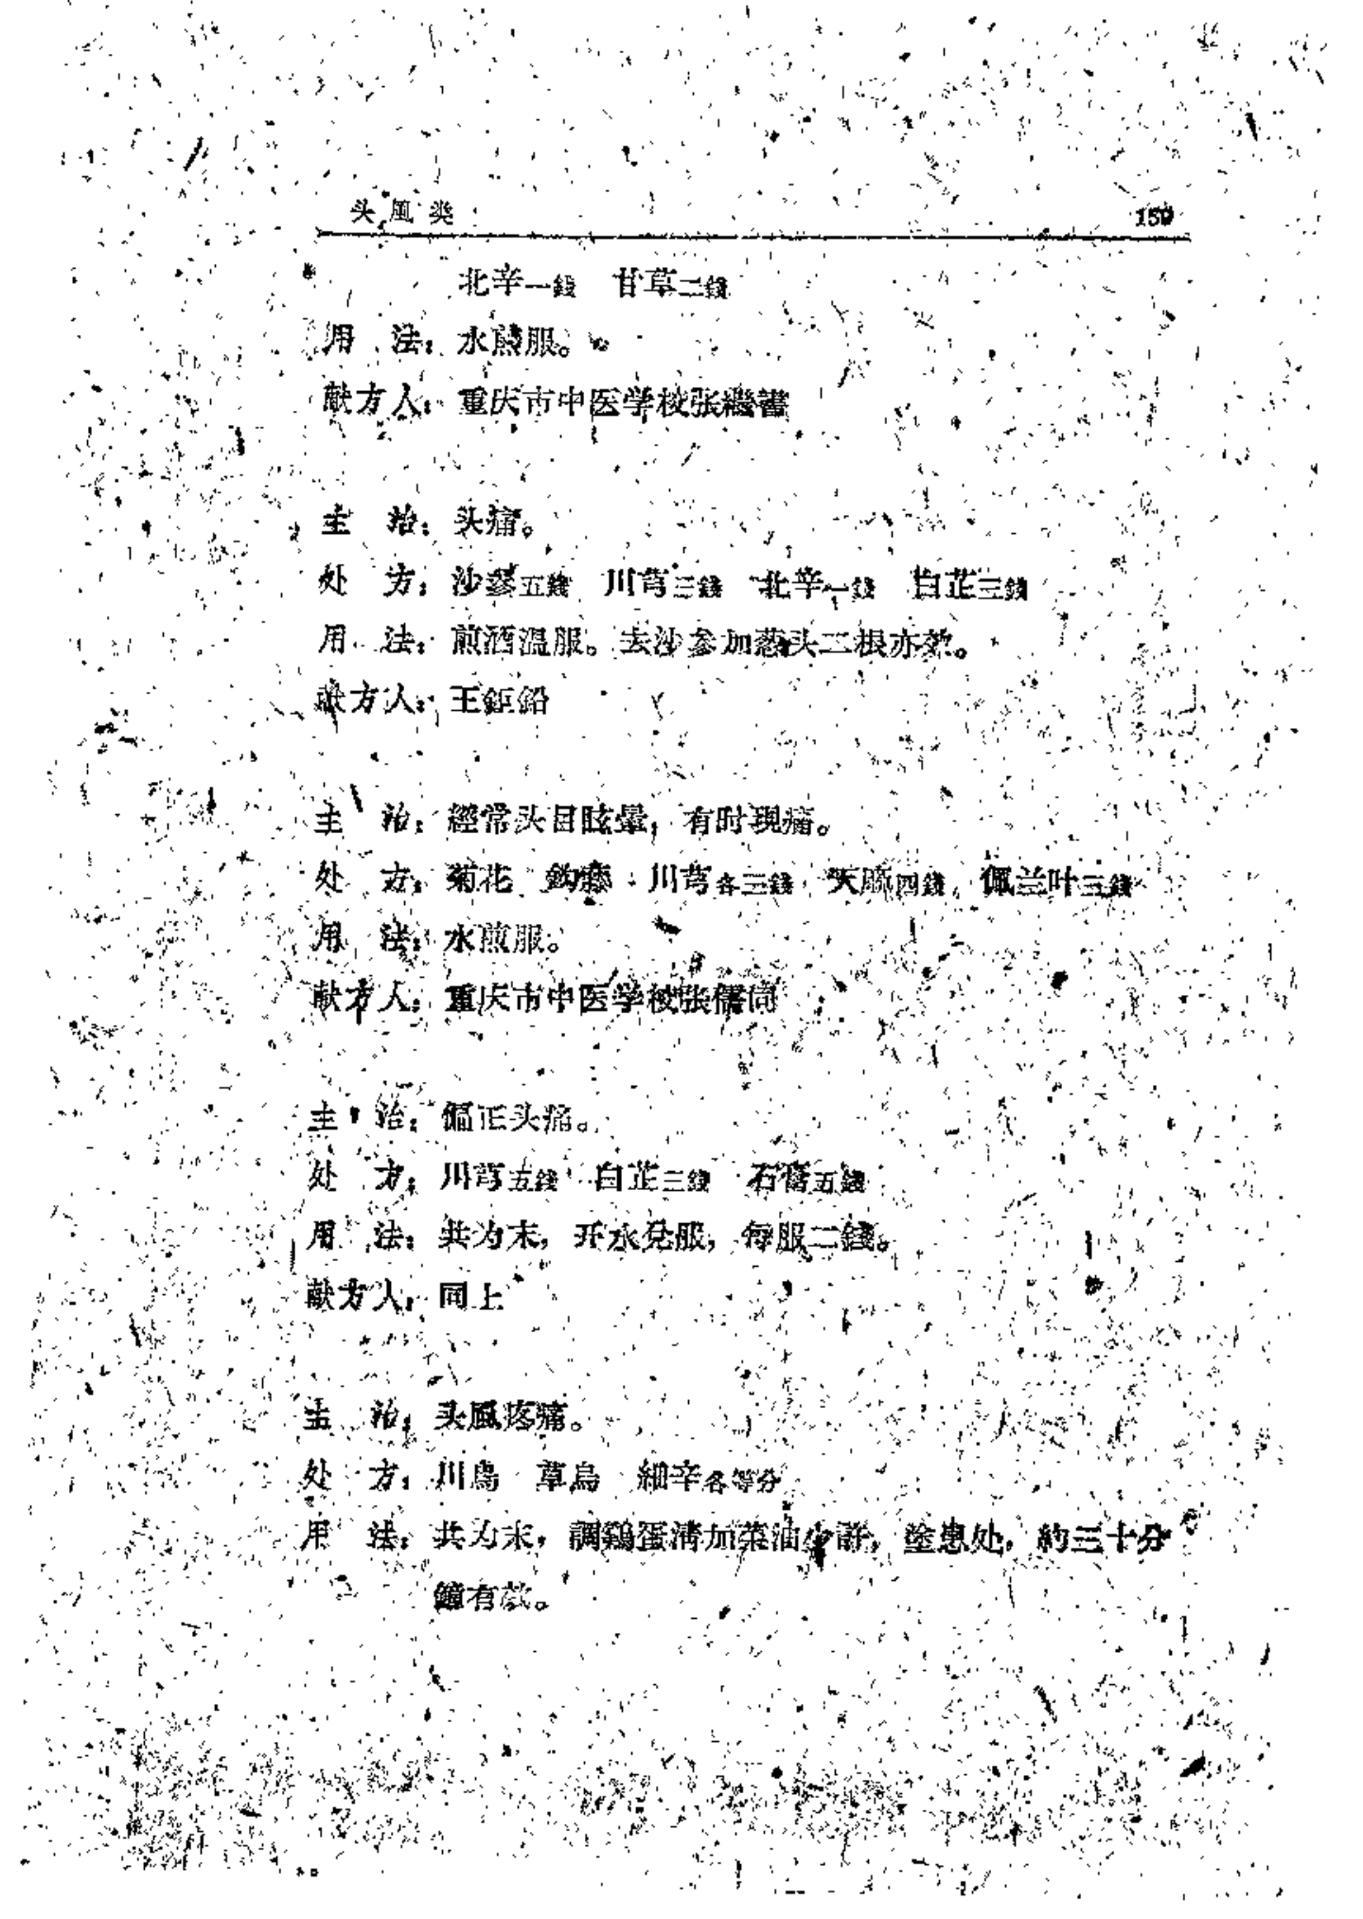 头風类 159
北辛一錢 甘草二錢
用 法：水煎服。
献方人：重庆市中医学校张繼書
主 治：头痛。
处 方：沙蔘五錢 川芎三錢 北辛一錢 白芷三錢
用 法：煎酒温服。去沙参加葱头二根亦效。
献方人：王鉅鉛
主 治：經常头目眩暈，有时現痛。
处 方：菊花 鈎藤 川芎各三錢 天麻四錢 佩兰叶三錢
用 法：水煎服。
献方人：重庆市中医学校张儒
主 治：偏正头痛。
处 方：川芎五錢 白芷三錢 石膏五錢
用 法：共为末，开水兑服，每服二錢。
献方人：同上
主 治：头風疼痛。
处 方：川烏 草烏 細辛各等分
用 法：共为末，調鷄蛋清加菜油少許，塗患处，約三十分
鐘有效。